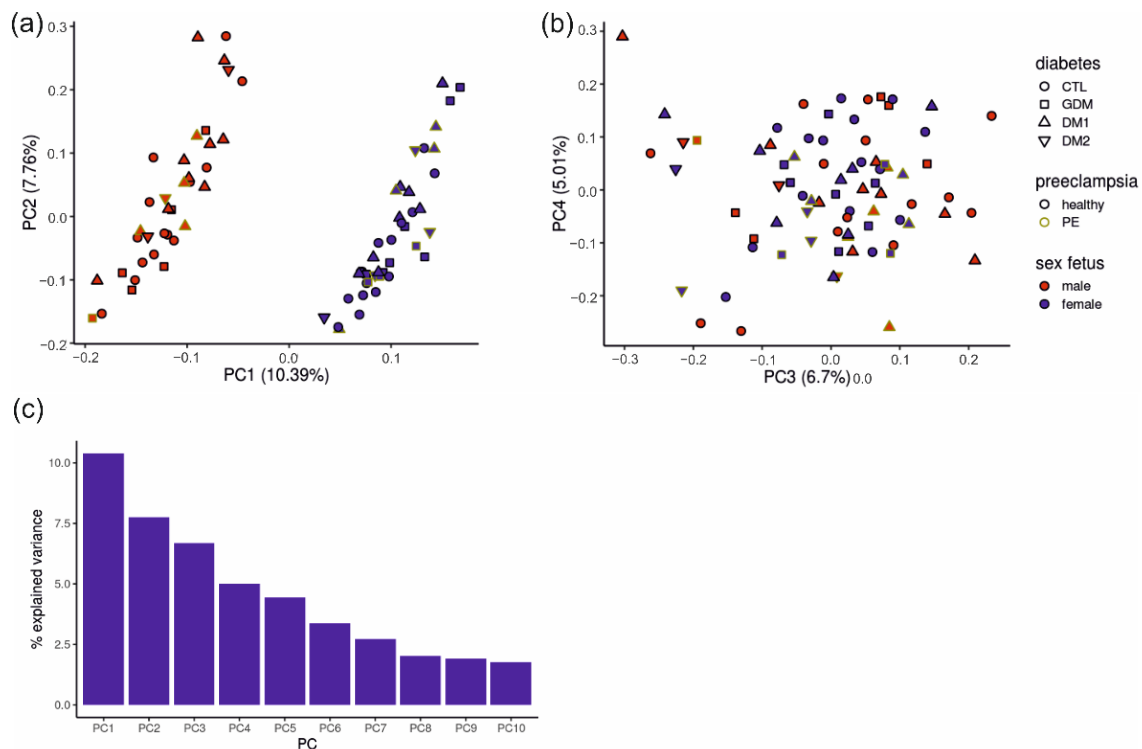 (a)
0.3
0.2
0.1
0.0
−0.1
−0.2
PC2 (7.76%)
−0.2
−0.1
0.0
0.1
PC1 (10.39%)
(b)
0.3
0.2
0.1
0.0
−0.1
−0.2
PC4 (5.01%)
−0.3
−0.2
−0.1
0.0
0.1
0.2
PC3 (6.7%)
0.0
diabetes
CTL
GDM
DM1
DM2
preeclampsia
healthy
PE
sex fetus
male
female
(c)
10.0
7.5
5.0
2.5
0.0
% explained variance
PC1 PC2 PC3 PC4 PC5 PC6 PC7 PC8 PC9 PC10
PC